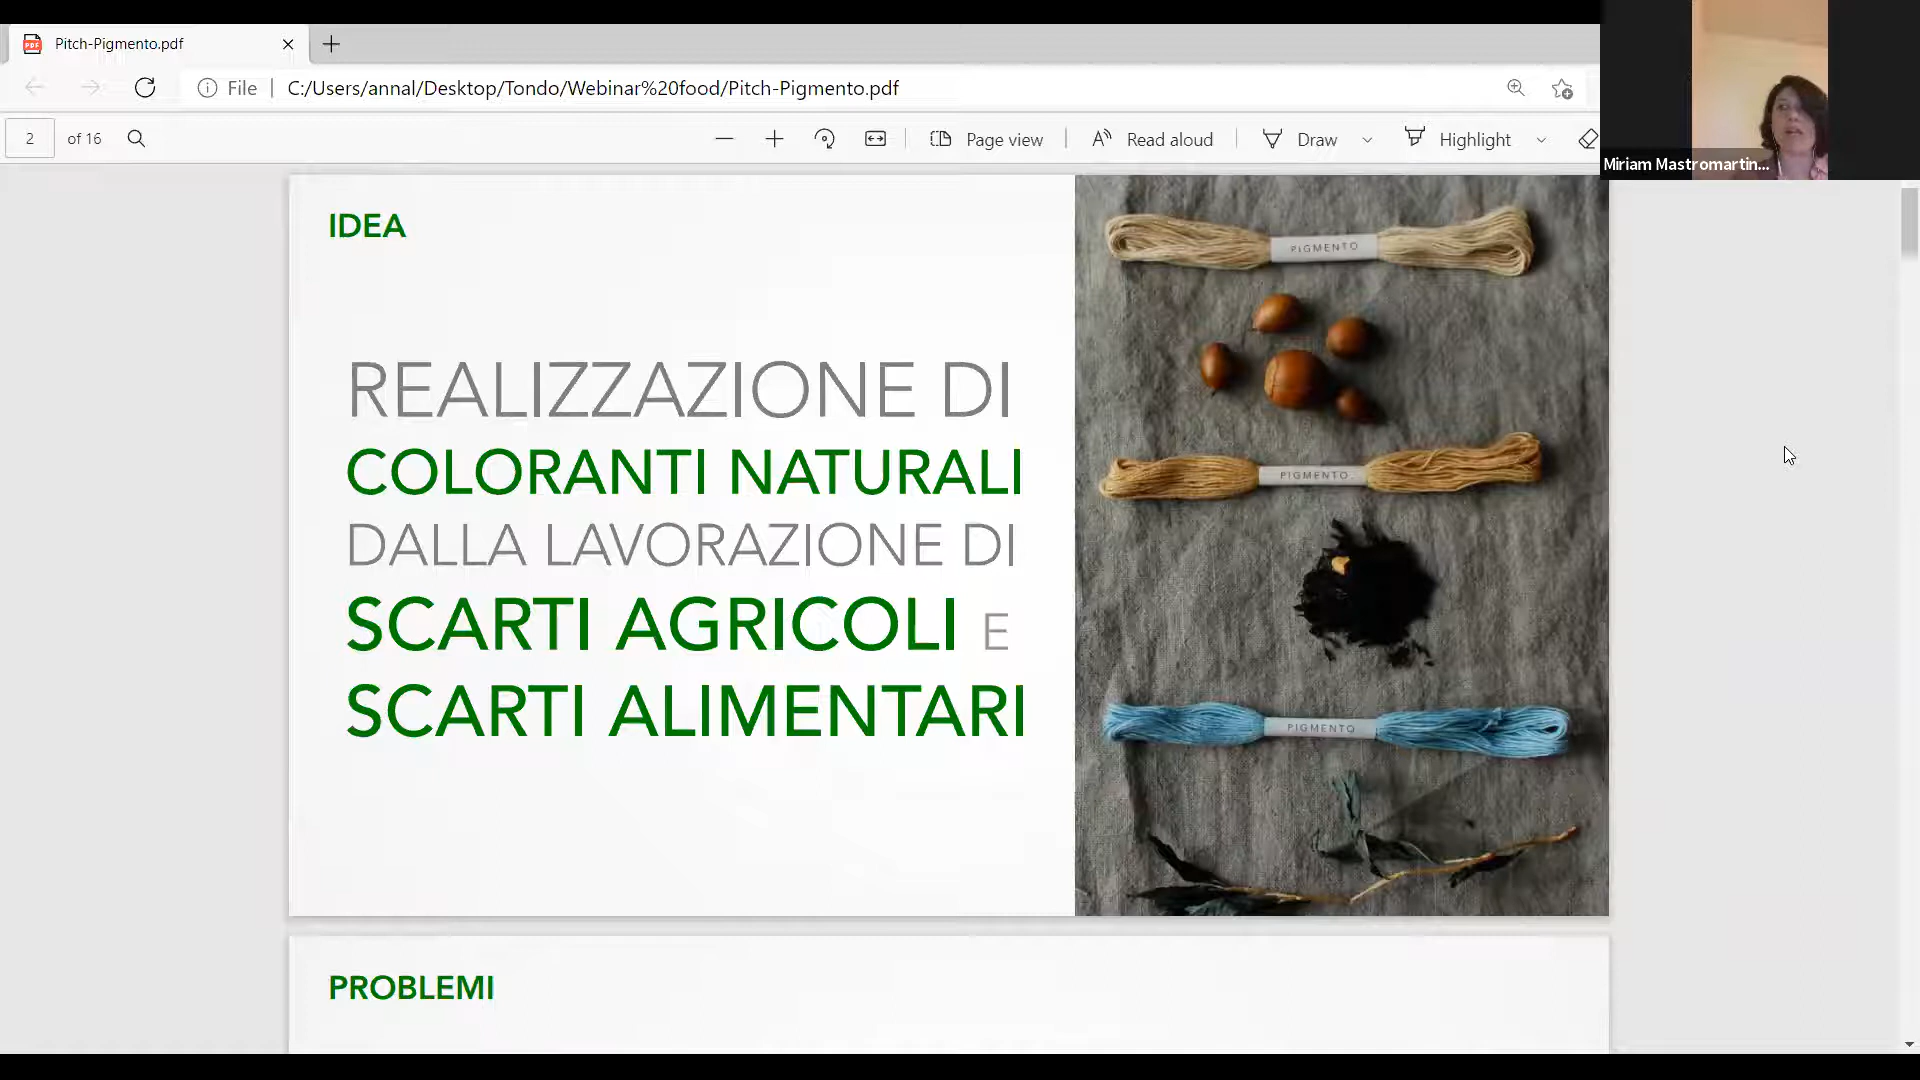 Pitch-Pigmento.pdf
File
C:/Users/annal/Desktop/Tondo/Webinar%20food/Pitch-Pigmento.pdf
2 of 16
Page view
Read aloud
Draw
Highlight
Miriam Mastromartin...
IDEA
REALIZZAZIONE DI
COLORANTI NATURALI
DALLA LAVORAZIONE DI
SCARTI AGRICOLI E
SCARTI ALIMENTARI
PIGMENTO
PIGMENTO
PIGMENTO
PROBLEMI